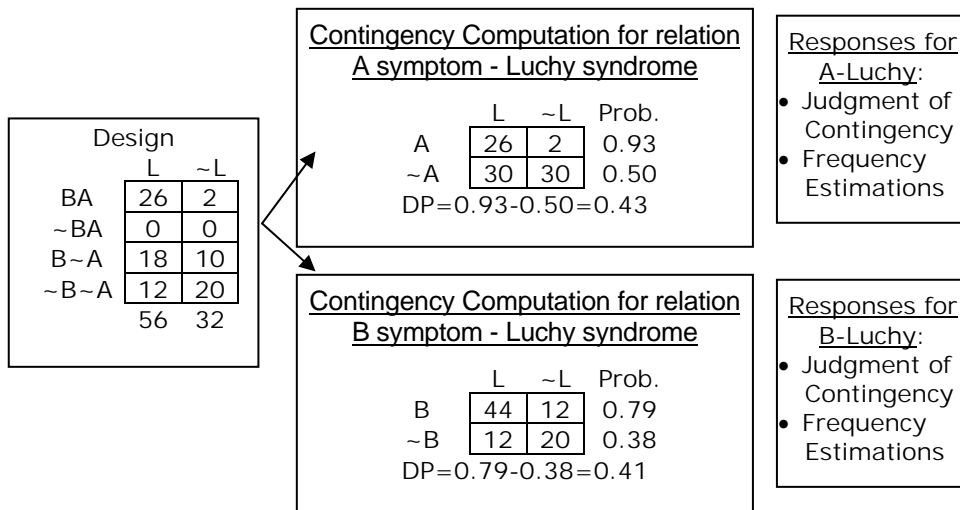 Design
L ~L
BA 26 2
~BA 0 0
B~A 18 10
~B~A 12 20
56 32
Contingency Computation for relation
A symptom - Luchy syndrome
L ~L Prob.
A 26 2 0.93
~A 30 30 0.50
DP=0.93-0.50=0.43
Responses for
A-Luchy:
• Judgment of
Contingency
• Frequency
Estimations
Contingency Computation for relation
B symptom - Luchy syndrome
L ~L Prob.
B 44 12 0.79
~B 12 20 0.38
DP=0.79-0.38=0.41
Responses for
B-Luchy:
• Judgment of
Contingency
• Frequency
Estimations